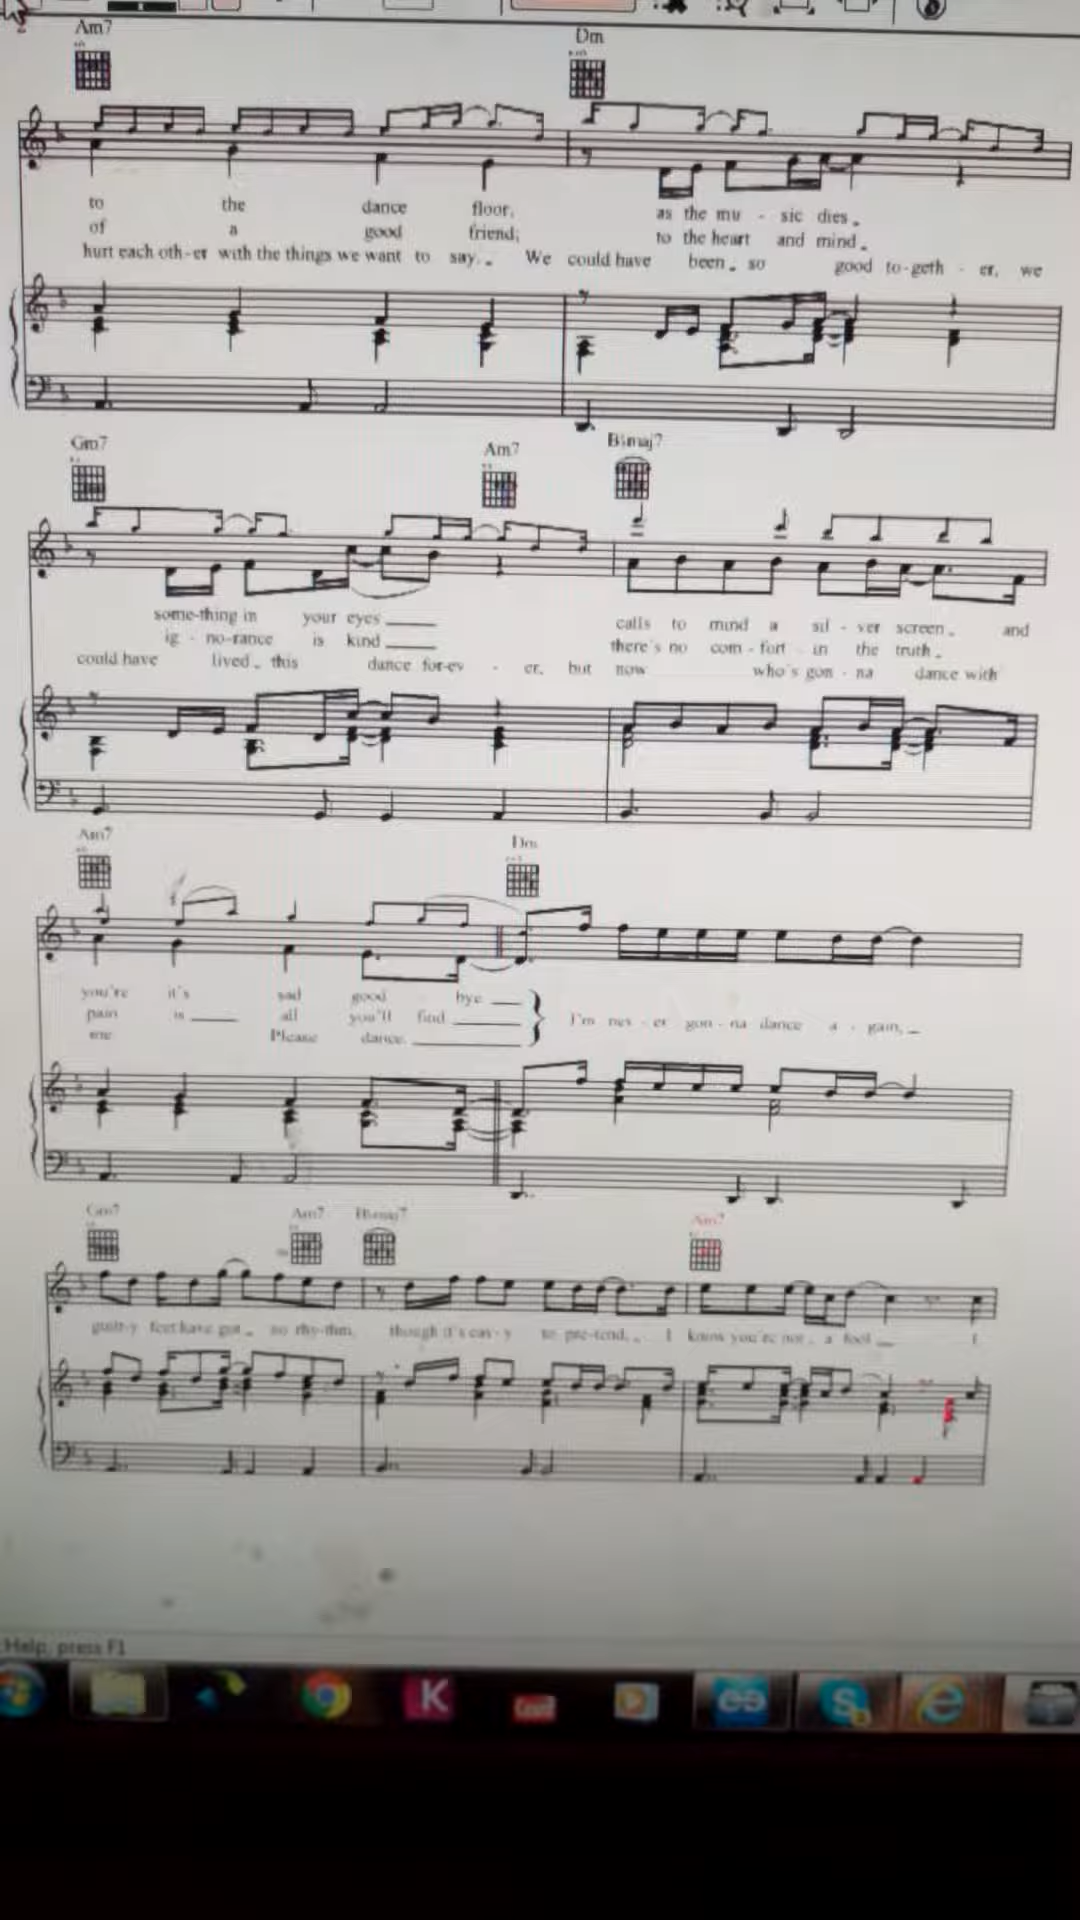 Am7 Dm
to the dance floor, as the mu - sic dies.
of a good friend; to the heart and mind.
hurt each oth-er with the things we want to say. We could have been so good to-geth - er, we
Gm7 Am7 B♭maj7
some-thing in your eyes calls to mind a sil - ver screen, and
ig - no-rance is kind there's no com - fort in the truth.
could have lived this dance for-ev - er, but now who's gon - na dance with
Am7 Dm
you're it's sad good bye
pain is all you'll find I'm nev - er gon - na dance a - gain,
me. Please dance.
Gm7 Am7 B♭maj7 Am7
guilt-y feet have got no rhy-thm, though it's eas-y to pre-tend, I know you're not a fool I
Help, press F1
K